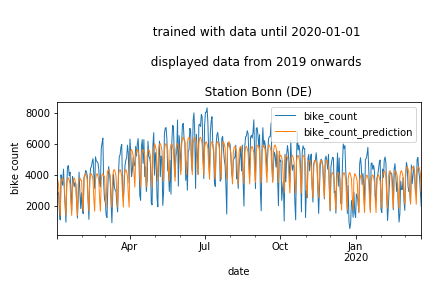 trained with data until 2020-01-01
displayed data from 2019 onwards
Station Bonn (DE)
bike_count
bike_count_prediction
8000
6000
4000
2000
bike count
Apr
Jul
Oct
Jan
2020
date